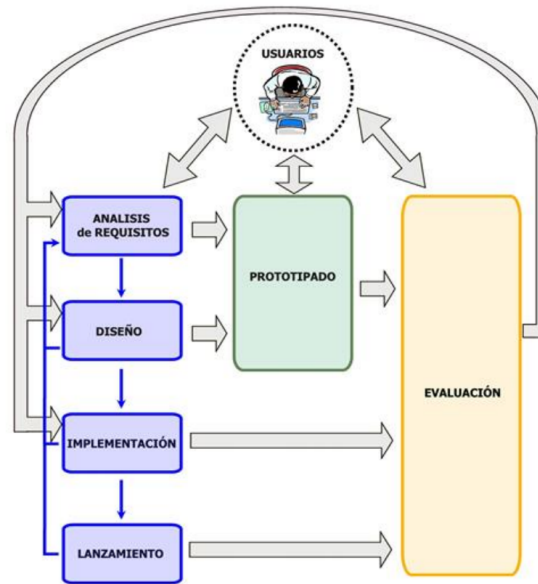 USUARIOS
ANALISIS
de REQUISITOS
PROTOTIPADO
DISEÑO
EVALUACIÓN
IMPLEMENTACIÓN
LANZAMIENTO